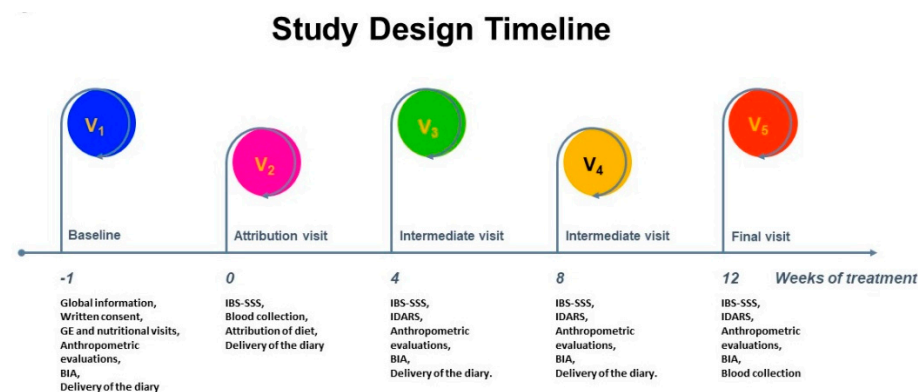 Study Design Timeline
V1
V2
V3
V4
V5
Baseline
Attribution visit
Intermediate visit
Intermediate visit
Final visit
-1
0
4
8
12
Weeks of treatment
Global information,
Written consent,
GE and nutritional visits,
Anthropometric
evaluations,
BIA,
Delivery of the diary
IBS-SSS,
Blood collection,
Attribution of diet,
Delivery of the diary
IBS-SSS,
IDARS,
Anthropometric
evaluations,
BIA,
Delivery of the diary.
IBS-SSS,
IDARS,
Anthropometric
evaluations,
BIA,
Delivery of the diary.
IBS-SSS,
IDARS,
Anthropometric
evaluations,
BIA,
Blood collection